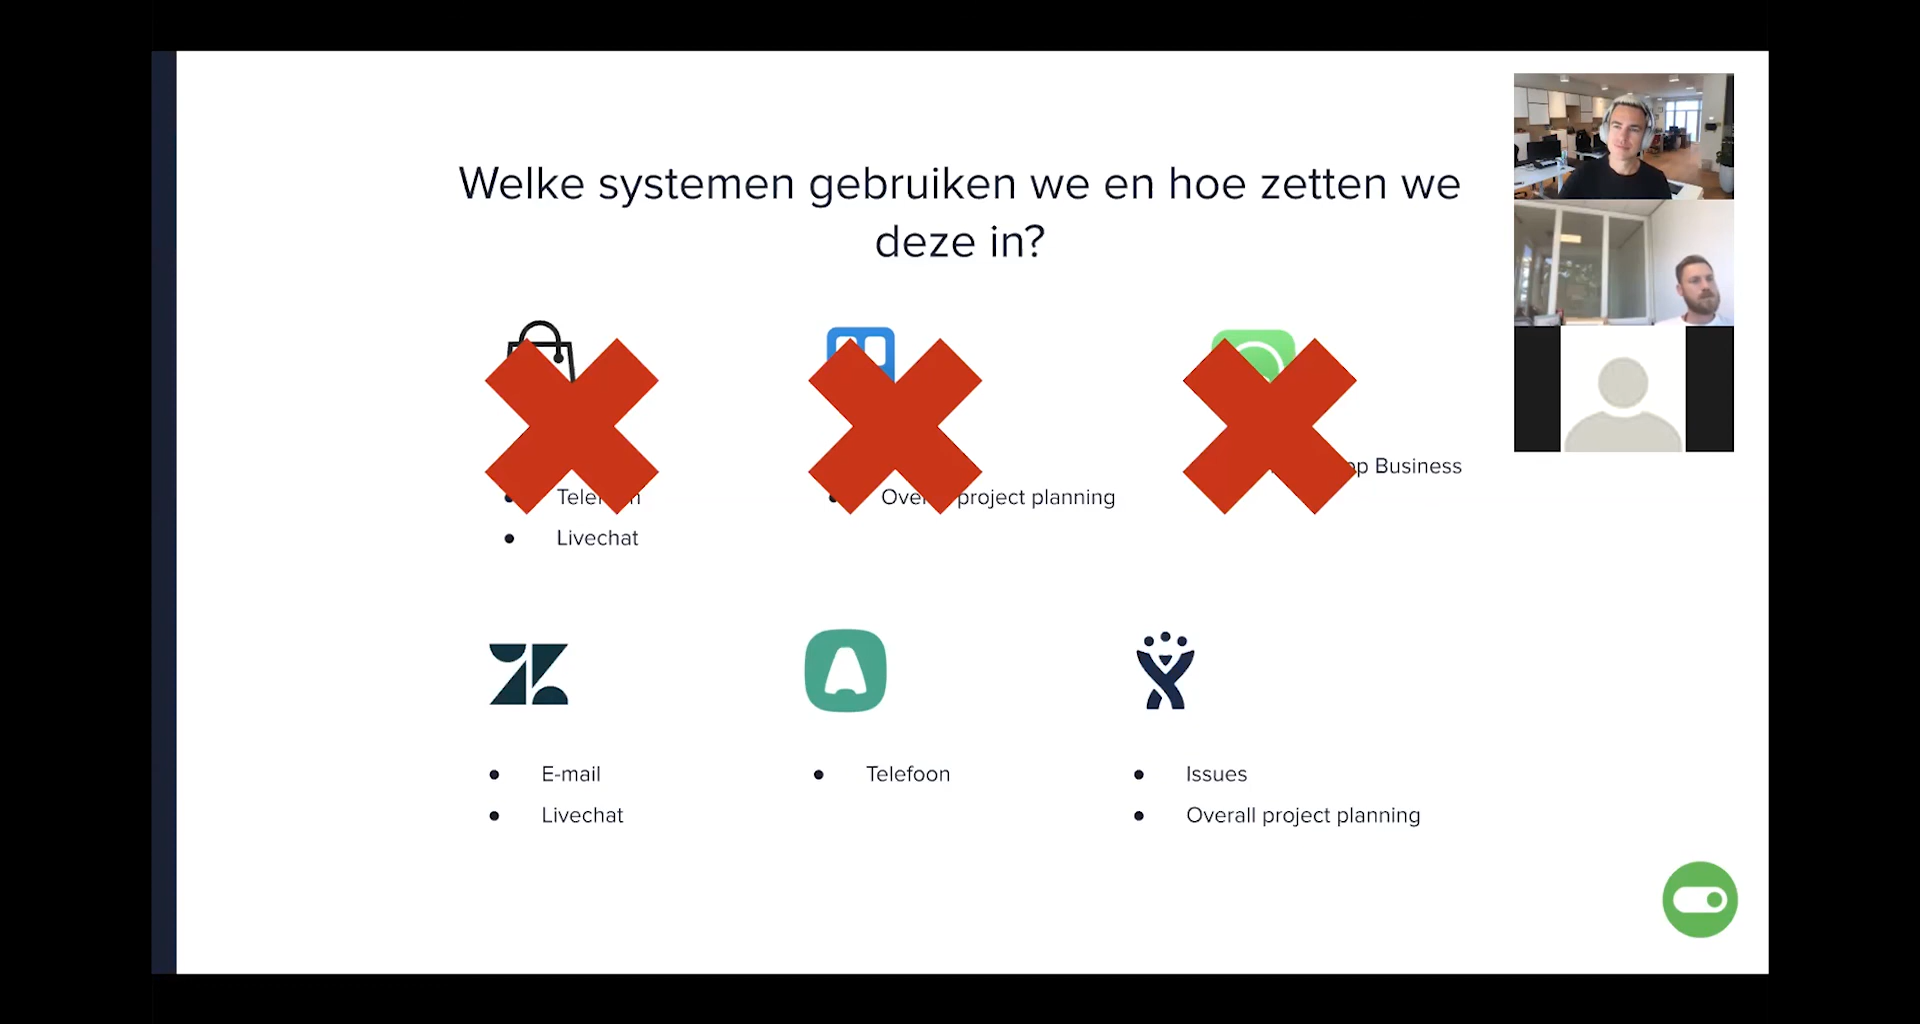 Welke systemen gebruiken we en hoe zetten we
deze in?
Business
project planning
Livechat
E-mail
Livechat
Telefoon
Issues
Overall project planning